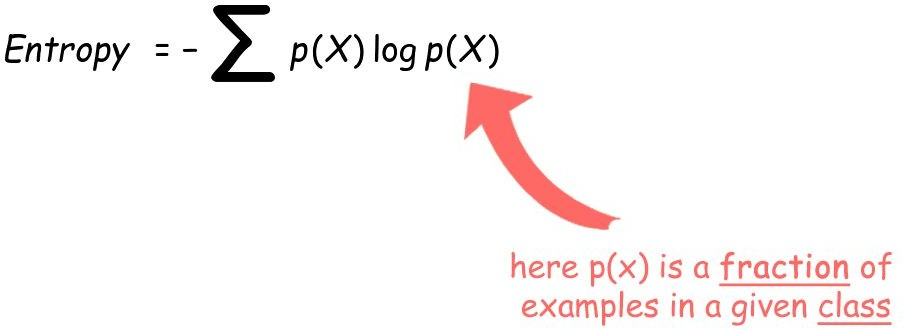 Entropy = - ∑ p(X) log p(X)
here p(x) is a fraction of
examples in a given class